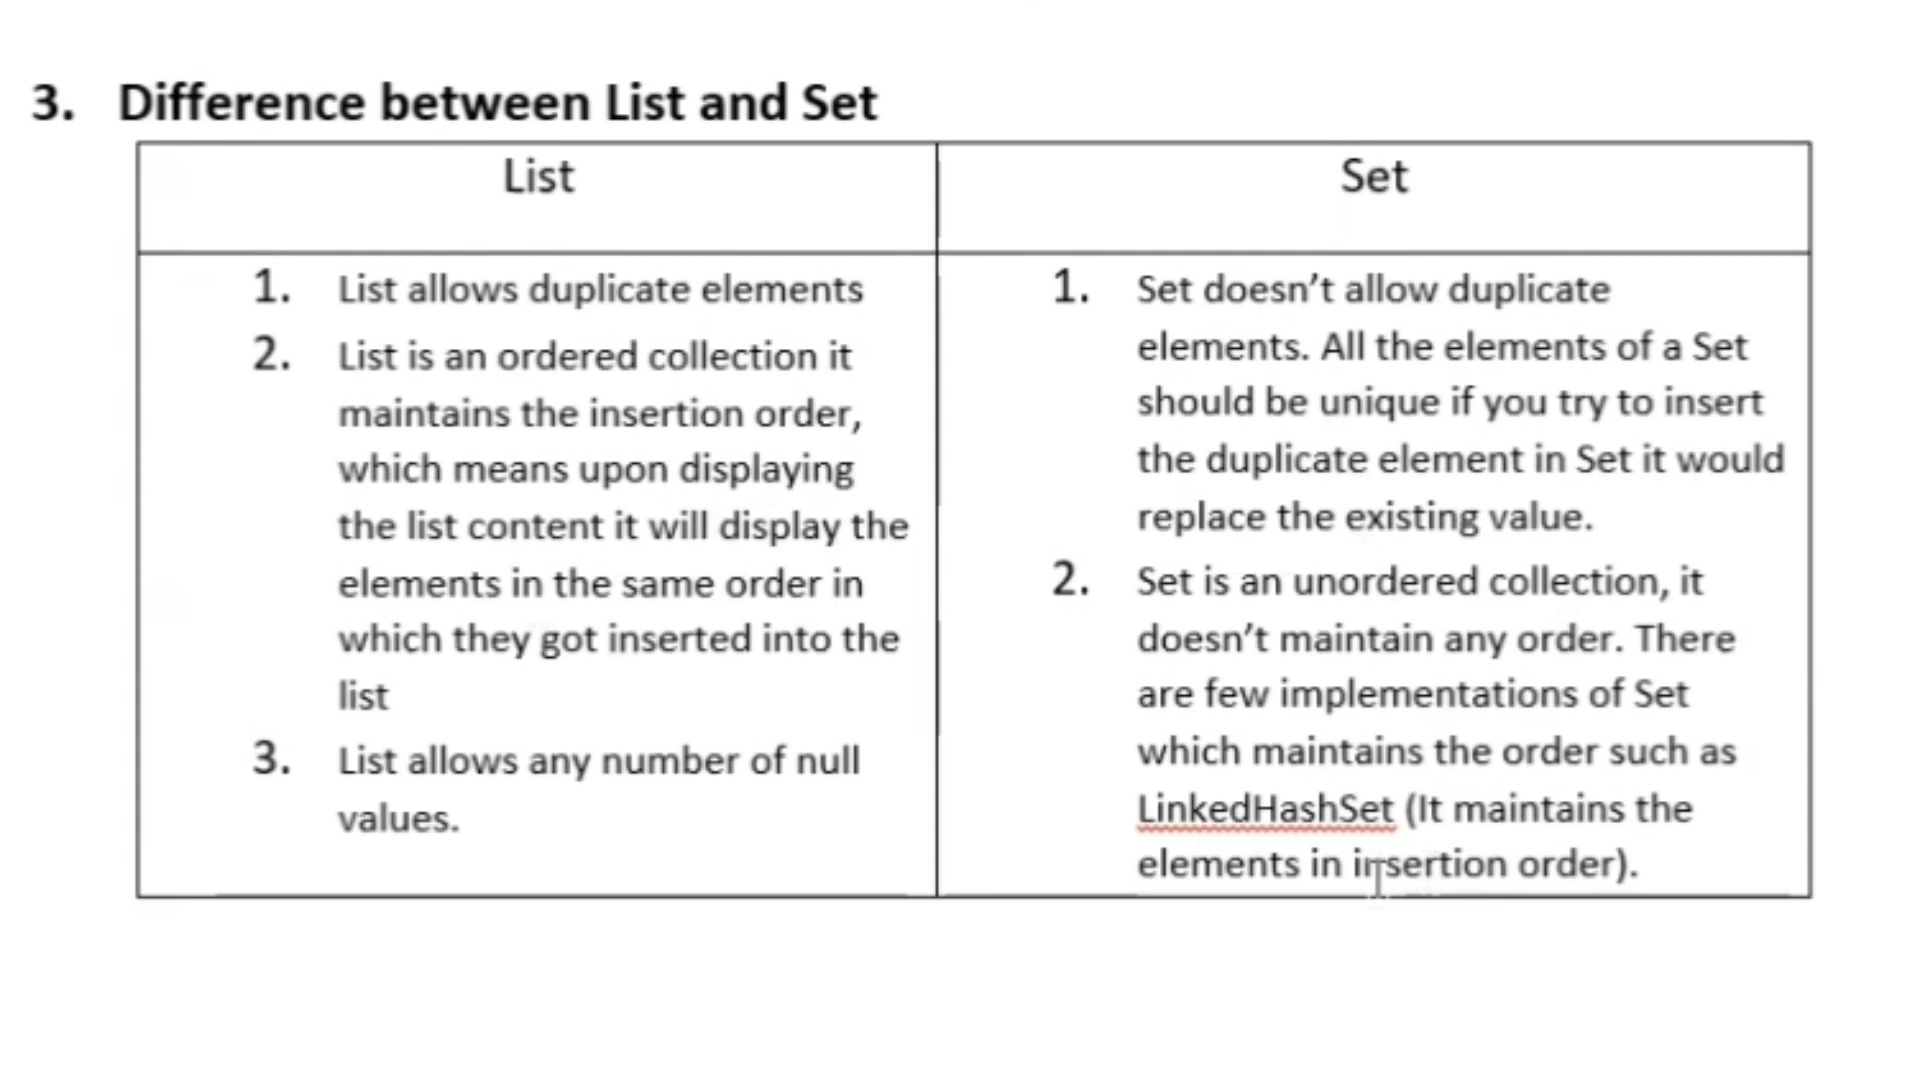 3. Difference between List and Set
List
Set
1. List allows duplicate elements
2. List is an ordered collection it
maintains the insertion order,
which means upon displaying
the list content it will display the
elements in the same order in
which they got inserted into the
list
3. List allows any number of null
values.
1. Set doesn’t allow duplicate
elements. All the elements of a Set
should be unique if you try to insert
the duplicate element in Set it would
replace the existing value.
2. Set is an unordered collection, it
doesn’t maintain any order. There
are few implementations of Set
which maintains the order such as
LinkedHashSet (It maintains the
elements in insertion order).